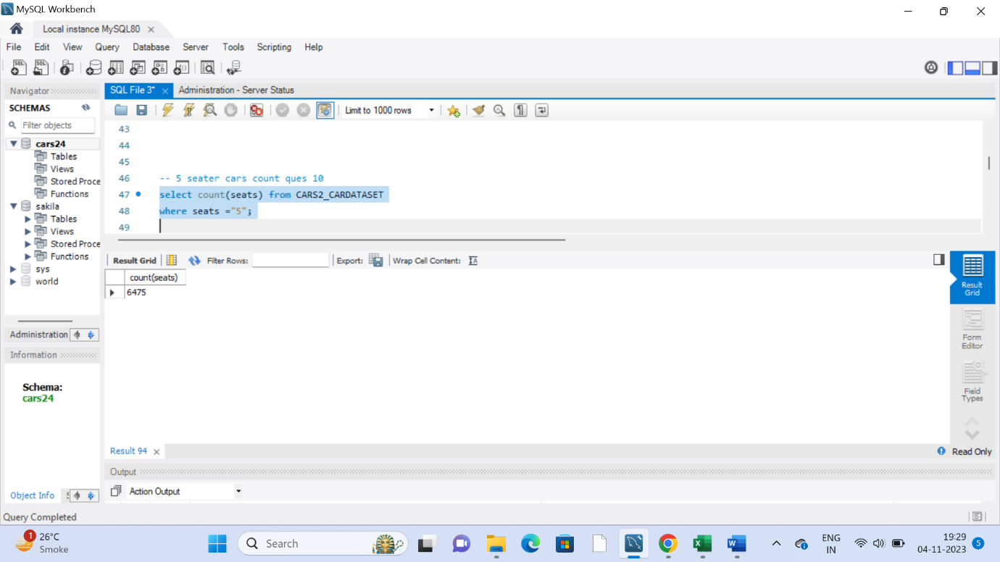 MySQL Workbench
Local instance MySQL80
File Edit View Query Database Server Tools Scripting Help
Navigator
SCHEMAS
Filter objects
cars24
Tables
Views
Stored Proce
Functions
sakila
Tables
Views
Stored Proce
Functions
sys
world
Administration
Information
Schema:
cars24
Object Info
SQL File 3*
Administration - Server Status
Limit to 1000 rows
43
44
45
46 -- 5 seater cars count ques 10
47 select count(seats) from CARS2_CARDATASET
48 where seats ="5";
49
Result Grid Filter Rows: Export: Wrap Cell Content:
count(seats)
6475
Result
Grid
Form
Editor
Field
Types
Result 94
Read Only
Output
Action Output
Query Completed
1
26°C
Smoke
Search
ENG
IN
19:29
04-11-2023
5